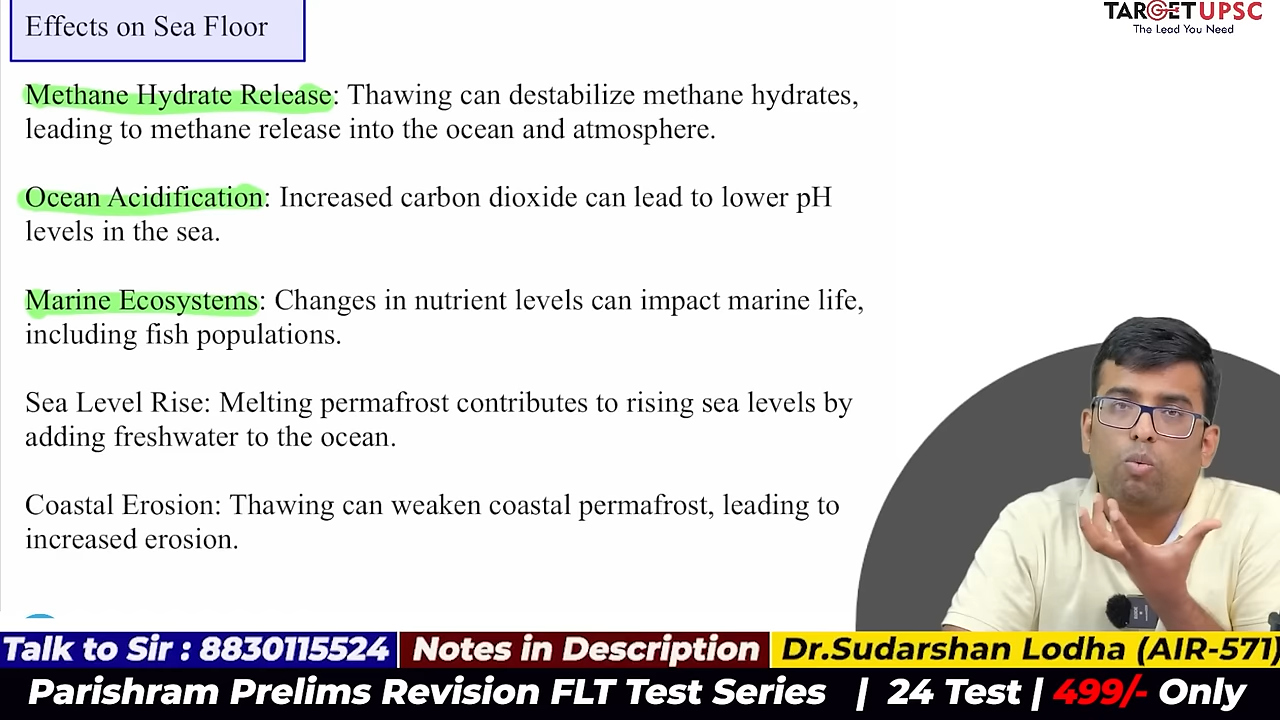 Effects on Sea Floor
TARGETUPSC
The Lead You Need
Methane Hydrate Release: Thawing can destabilize methane hydrates,
leading to methane release into the ocean and atmosphere.
Ocean Acidification: Increased carbon dioxide can lead to lower pH
levels in the sea.
Marine Ecosystems: Changes in nutrient levels can impact marine life,
including fish populations.
Sea Level Rise: Melting permafrost contributes to rising sea levels by
adding freshwater to the ocean.
Coastal Erosion: Thawing can weaken coastal permafrost, leading to
increased erosion.
Talk to Sir : 8830115524 Notes in Description Dr.Sudarshan Lodha (AIR-571)
Parishram Prelims Revision FLT Test Series | 24 Test | 499/- Only